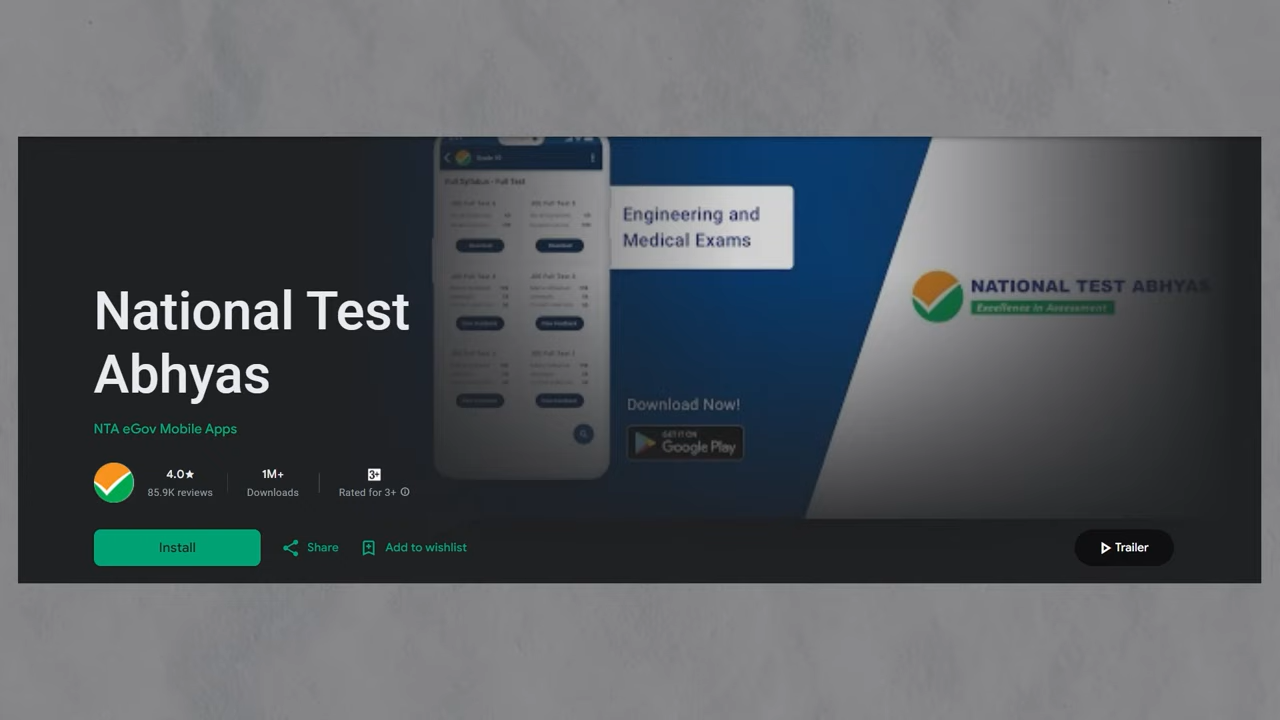 National Test
Abhyas
NTA eGov Mobile Apps
4.0★
85.9K reviews
1M+
Downloads
3+
Rated for 3+
Install
Share
Add to wishlist
Trailer
Full Syllabus - Full Test
Engineering and
Medical Exams
Download Now!
GET IT ON
Google Play
NATIONAL TEST ABHYAS
Excellence in Assessment